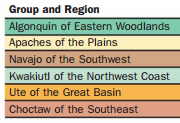 Group and Region
Algonquin of Eastern Woodlands
Apaches of the Plains
Navajo of the Southwest
Kwakiutl of the Northwest Coast
Ute of the Great Basin
Choctaw of the Southeast